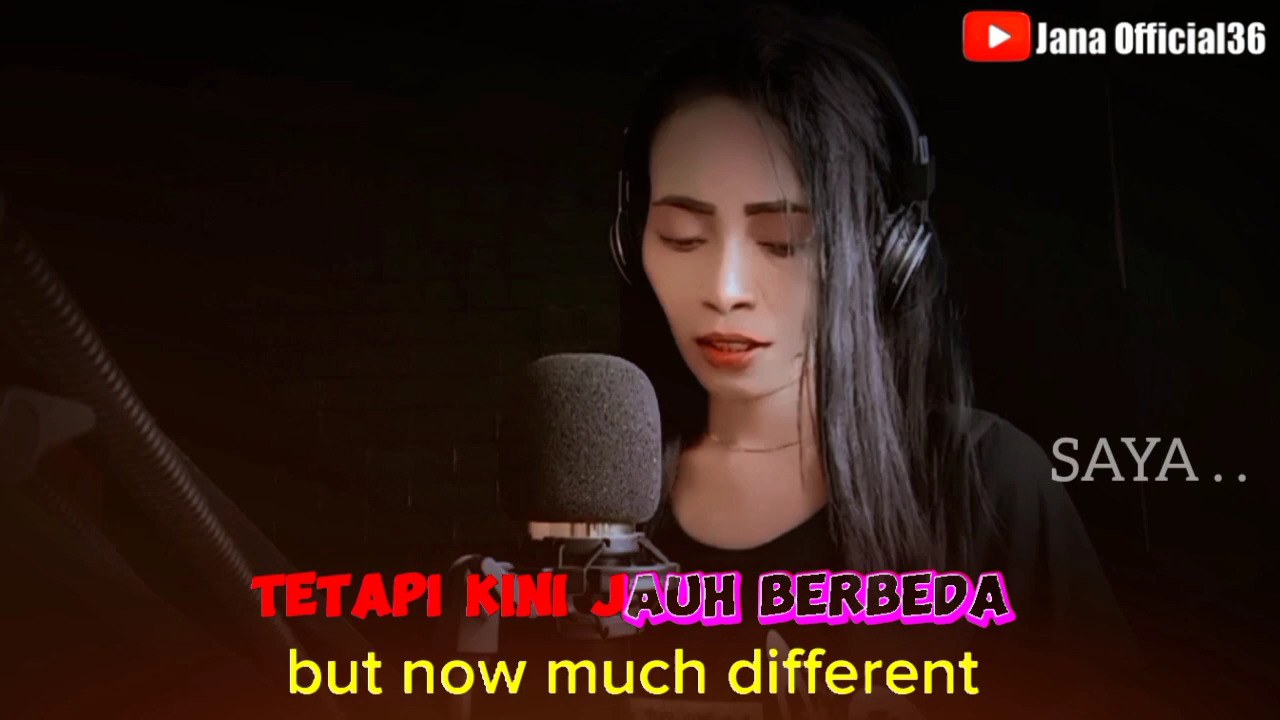 Jana Official36
SAYA . .
TETAPI KINI JAUH BERBEDA
but now much different